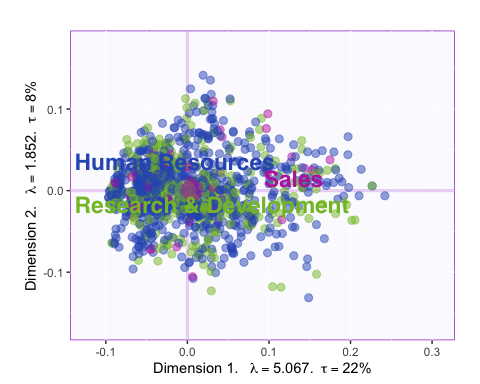 0.1
0.0
-0.1
Human Resources
Sales
Research & Development
-0.1
0.0
0.1
0.2
0.3
Dimension 1. λ = 5.067. τ = 22%
Dimension 2. λ = 1.852. τ = 8%